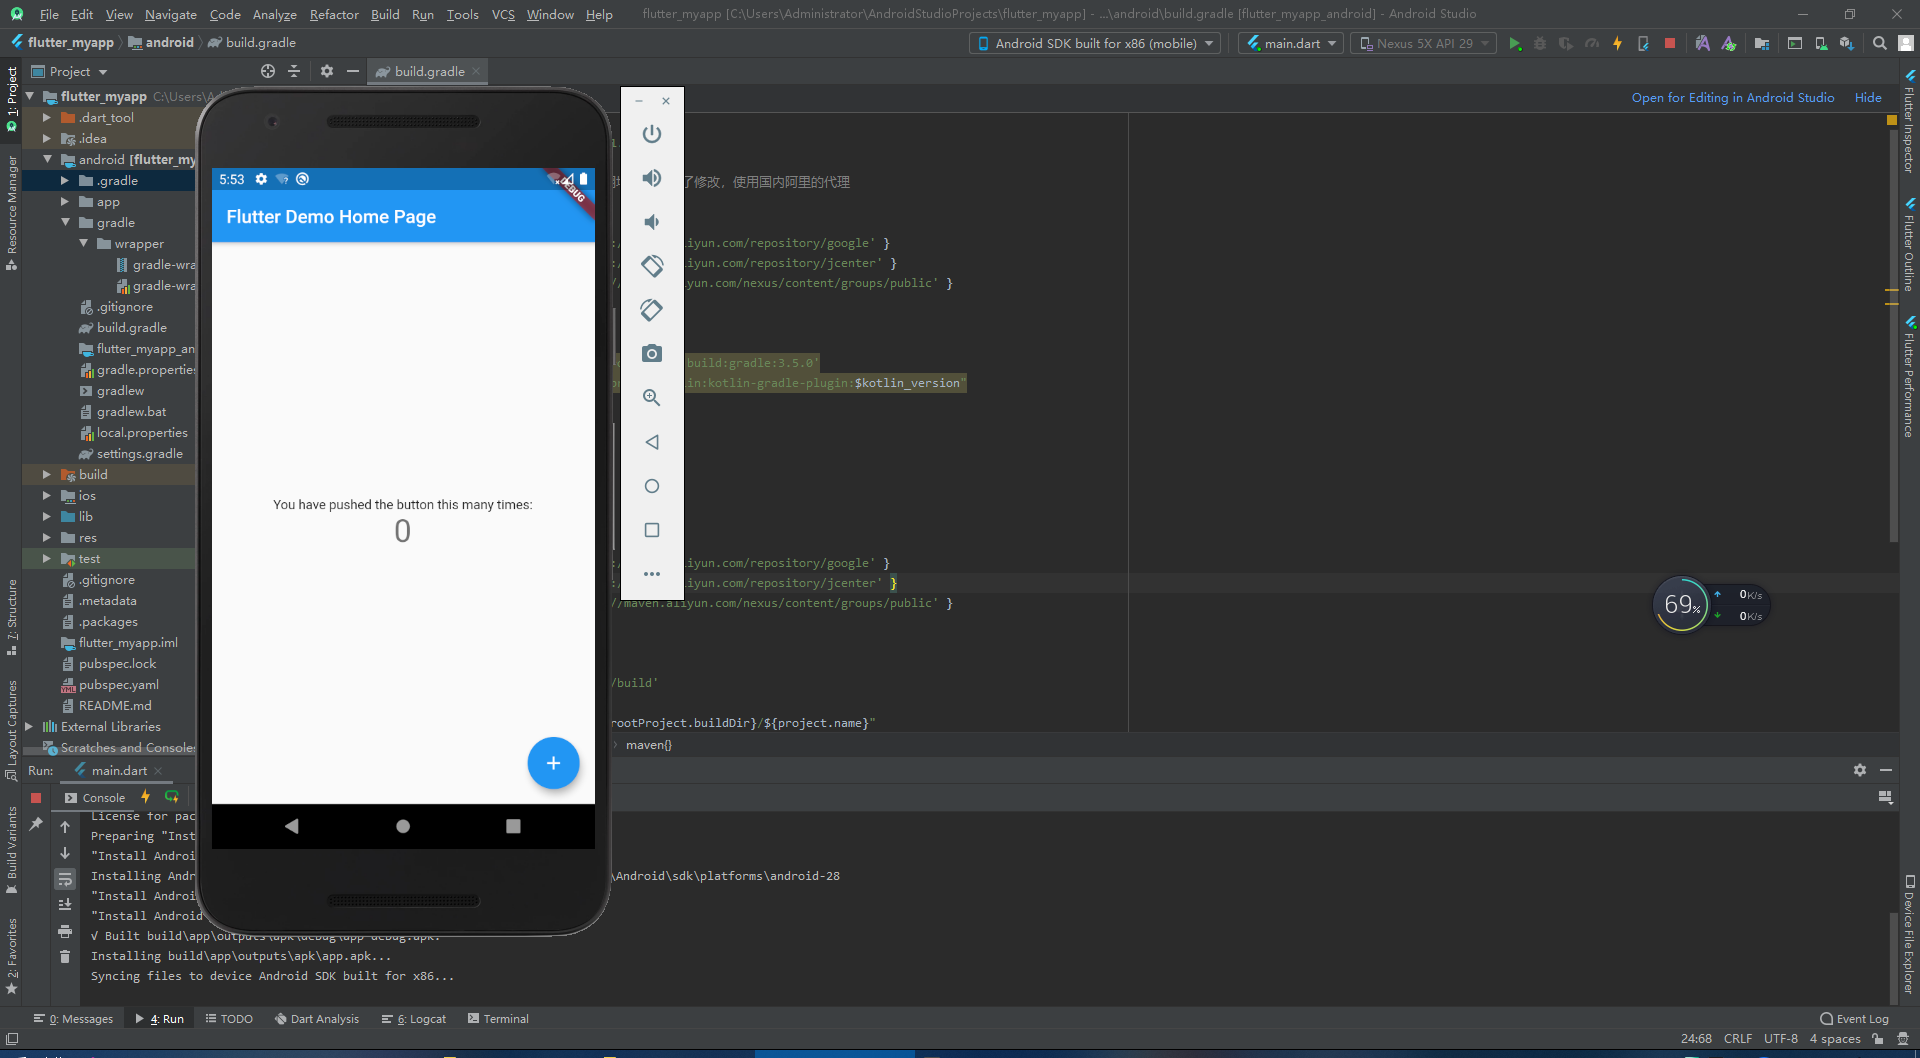 File Edit View Navigate Code Analyze Refactor Build Run Tools VCS Window Help
flutter_myapp [C:\Users\Administrator\AndroidStudioProjects\flutter_myapp] - ...\android\build.gradle [flutter_myapp_android] - Android Studio
flutter_myapp android build.gradle
Android SDK built for x86 (mobile)
main.dart
Nexus 5X API 29
Project
build.gradle
Open for Editing in Android Studio Hide
flutter_myapp C:\Users\A
.dart_tool
.idea
android [flutter_my
.gradle
app
gradle
wrapper
gradle-wra
gradle-wra
.gitignore
build.gradle
flutter_myapp_an
gradle.propertie
gradlew
gradlew.bat
local.properties
settings.gradle
build
ios
lib
res
test
.gitignore
.metadata
.packages
flutter_myapp.iml
pubspec.lock
pubspec.yaml
README.md
External Libraries
Scratches and Consoles
1: Project
Resource Manager
7: Structure
Layout Captures
Build Variants
2: Favorites
5:53
DEBUG
Flutter Demo Home Page
You have pushed the button this many times:
0
+
了修改，使用国内阿里的代理
iyun.com/repository/google' }
iyun.com/repository/jcenter' }
iyun.com/nexus/content/groups/public' }
build:gradle:3.5.0'
in:kotlin-gradle-plugin:$kotlin_version"
iyun.com/repository/google' }
iyun.com/repository/jcenter' }
//maven.aliyun.com/nexus/content/groups/public' }
/build'
rootProject.buildDir}/${project.name}"
maven{}
69%
0K/s
0K/s
Flutter Inspector
Flutter Outline
Flutter Performance
Device File Explorer
Run: main.dart
Console
License for pac
Preparing "Inst
"Install Androi
Installing Andr
\Android\sdk\platforms\android-28
"Install Androi
"Install Android
√ Built build\app\outputs\apk\debug\app-debug.apk.
Installing build\app\outputs\apk\app.apk...
Syncing files to device Android SDK built for x86...
0: Messages 4: Run TODO Dart Analysis 6: Logcat Terminal
Event Log
24:68 CRLF UTF-8 4 spaces